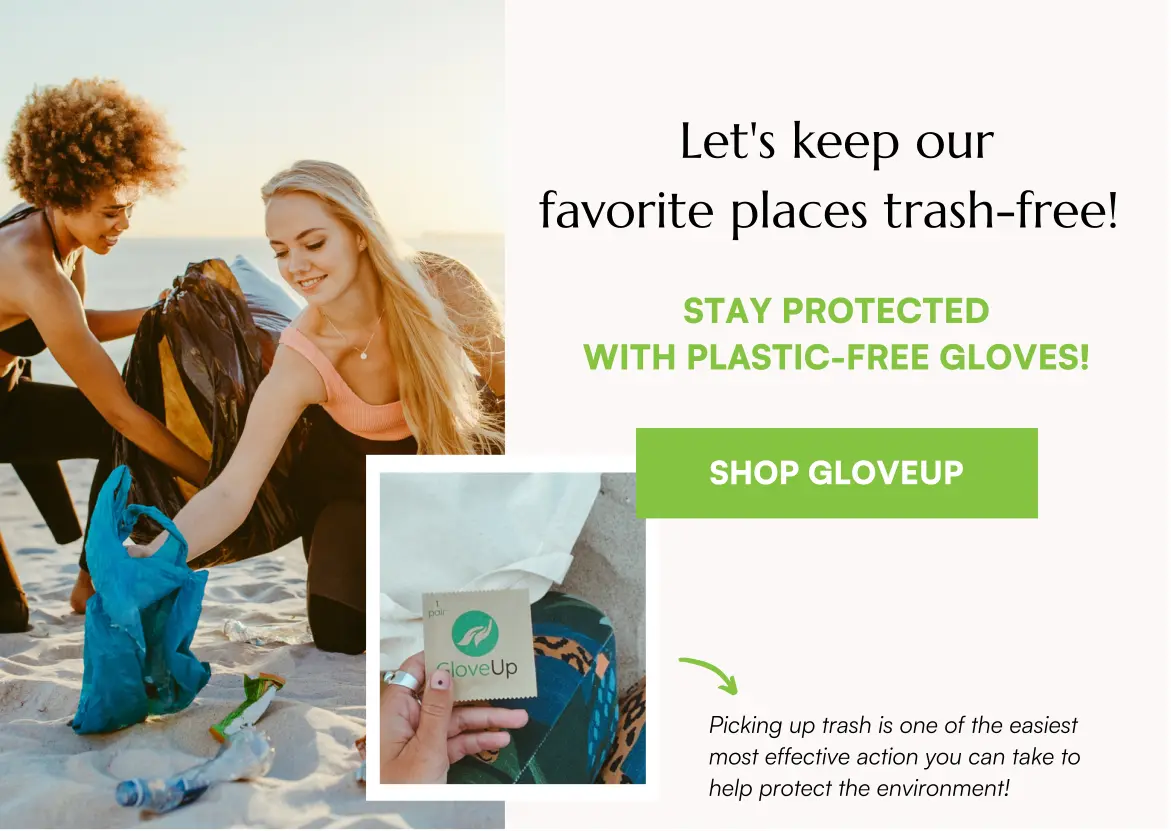 Let's keep our
favorite places trash-free!
STAY PROTECTED
WITH PLASTIC-FREE GLOVES!
SHOP GLOVEUP
1
pair
GloveUp
Picking up trash is one of the easiest
most effective action you can take to
help protect the environment!